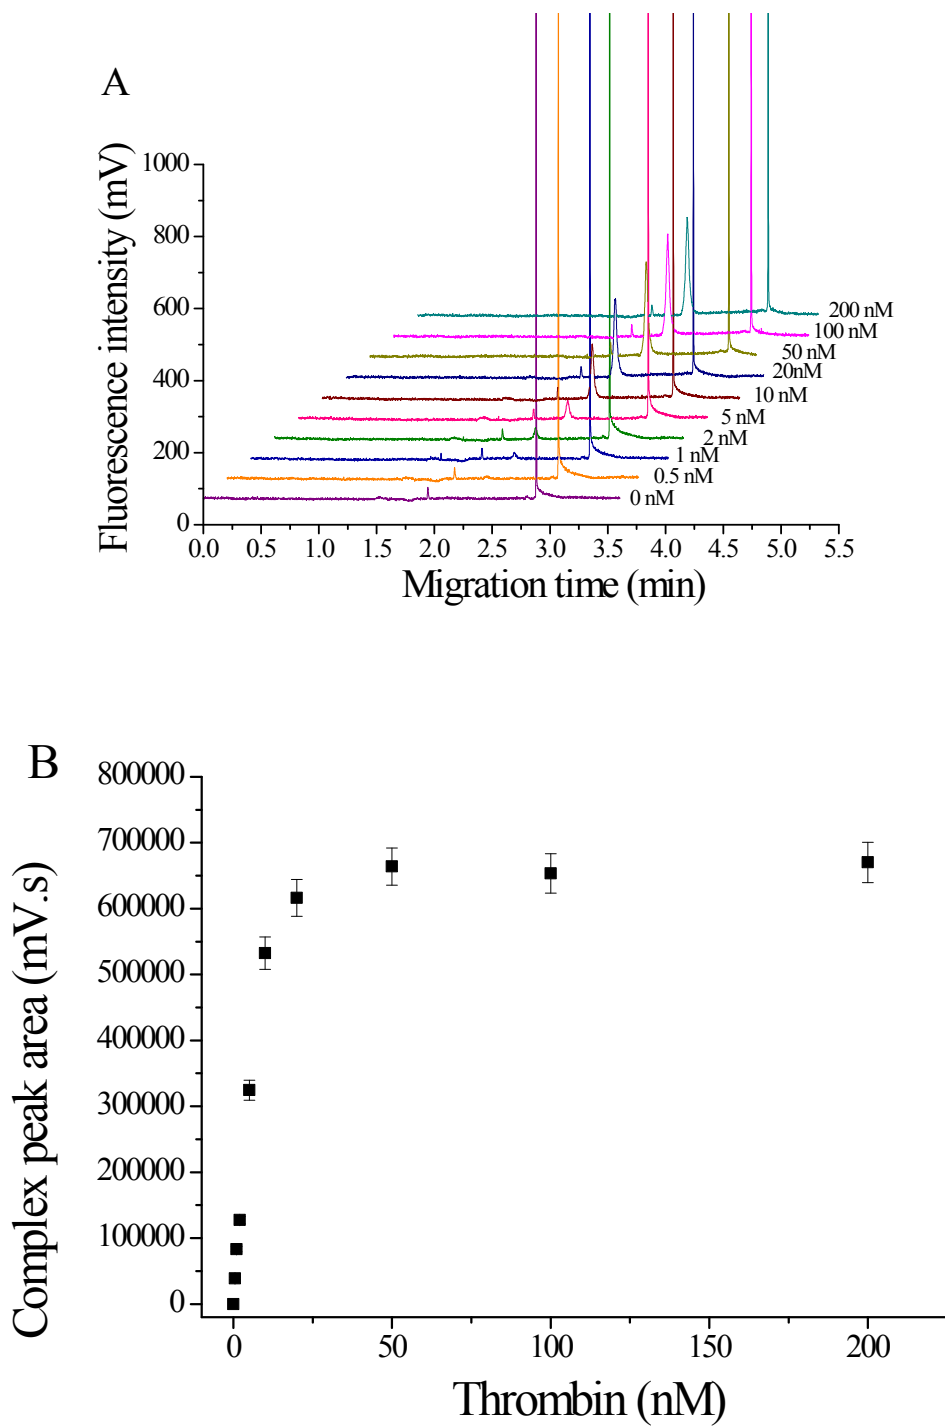 A
Fluorescence intensity (mV)
1000
800
600
400
200
0
200 nM
100 nM
50 nM
20nM
10 nM
5 nM
2 nM
1 nM
0.5 nM
0 nM
0.0 0.5 1.0 1.5 2.0 2.5 3.0 3.5 4.0 4.5 5.0 5.5
Migration time (min)
B
Complex peak area (mV.s)
800000
700000
600000
500000
400000
300000
200000
100000
0
0 50 100 150 200
Thrombin (nM)